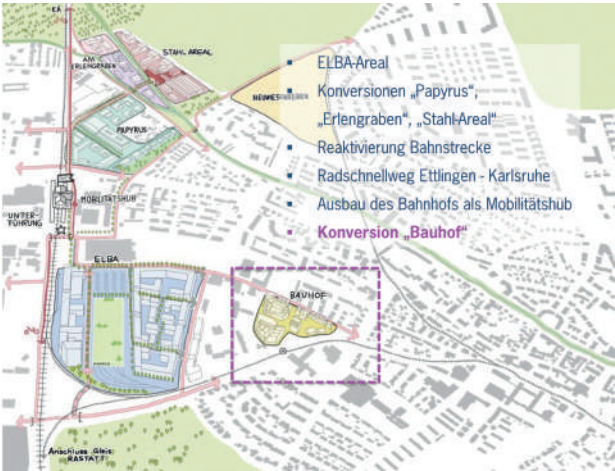 KA
STAHL AREAL
AM
ERLENGRABEN
PAPYRUS
MOBILITÄTSHUB
UNTER-
FÜHRUNG
ELBA
BAUHOF
Anschluss Gleis
RASTATT
▪ ELBA-Areal
▪ Konversionen „Papyrus“,
„Erlengraben“, „Stahl-Areal“
▪ Reaktivierung Bahnstrecke
▪ Radschnellweg Ettlingen - Karlsruhe
▪ Ausbau des Bahnhofs als Mobilitätshub
▪ Konversion „Bauhof“